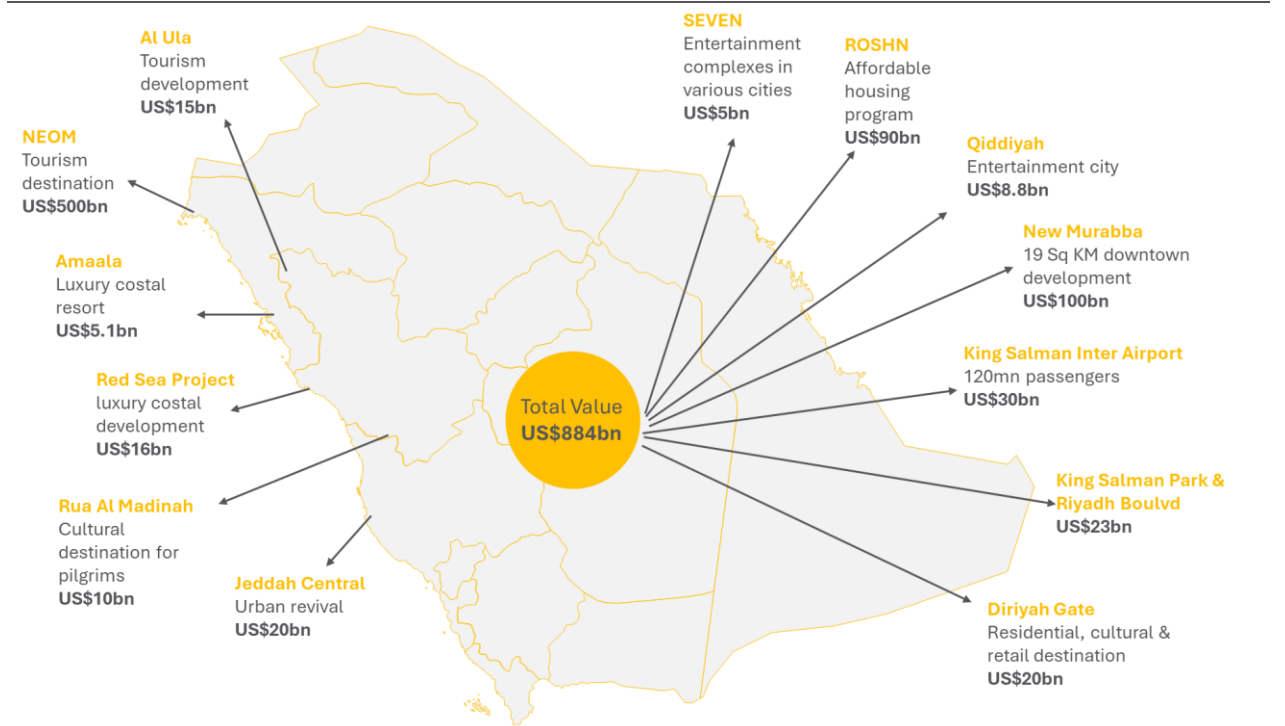 Al Ula
Tourism
development
US$15bn
NEOM
Tourism
destination
US$500bn
Amaala
Luxury costal
resort
US$5.1bn
Red Sea Project
luxury costal
development
US$16bn
Rua Al Madinah
Cultural
destination for
pilgrims
US$10bn
Jeddah Central
Urban revival
US$20bn
Total Value
US$884bn
SEVEN
Entertainment
complexes in
various cities
US$5bn
ROSHN
Affordable
housing
program
US$90bn
Qiddiyah
Entertainment city
US$8.8bn
New Murabba
19 Sq KM downtown
development
US$100bn
King Salman Inter Airport
120mn passengers
US$30bn
King Salman Park &
Riyadh Boulvd
US$23bn
Diriyah Gate
Residential, cultural &
retail destination
US$20bn